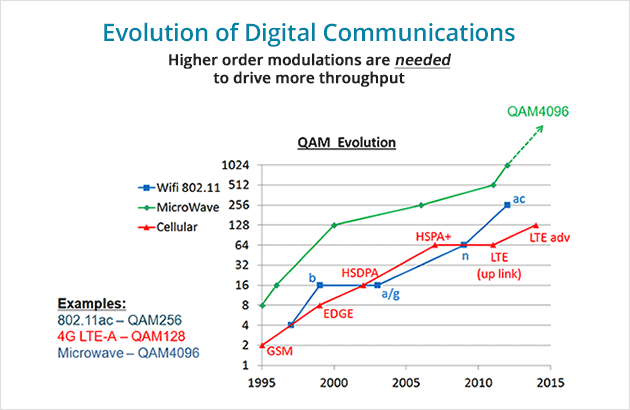 Evolution of Digital Communications
Higher order modulations are needed
to drive more throughput
QAM4096
QAM Evolution
1024
512
256
128
64
32
16
8
4
2
1
Wifi 802.11
MicroWave
Cellular
ac
HSPA+
LTE adv
n
LTE
(up link)
b
HSDPA
a/g
EDGE
GSM
Examples:
802.11ac – QAM256
4G LTE-A – QAM128
Microwave – QAM4096
1995
2000
2005
2010
2015